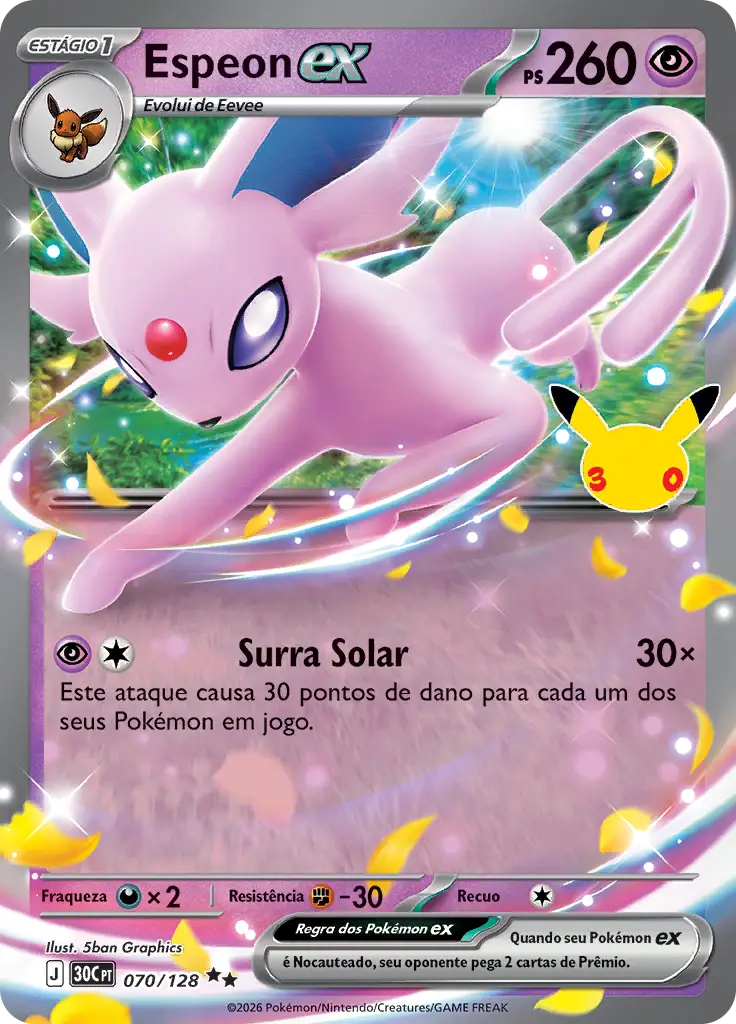 ESTÁGIO 1
Espeon ex
PS 260
Evolui de Eevee
30
Surra Solar 30×
Este ataque causa 30 pontos de dano para cada um dos
seus Pokémon em jogo.
Fraqueza ×2 Resistência -30 Recuo
Ilust. 5ban Graphics
Regra dos Pokémon ex Quando seu Pokémon ex
é Nocauteado, seu oponente pega 2 cartas de Prêmio.
J 30C PT 070/128 ★★
©2026 Pokémon/Nintendo/Creatures/GAME FREAK